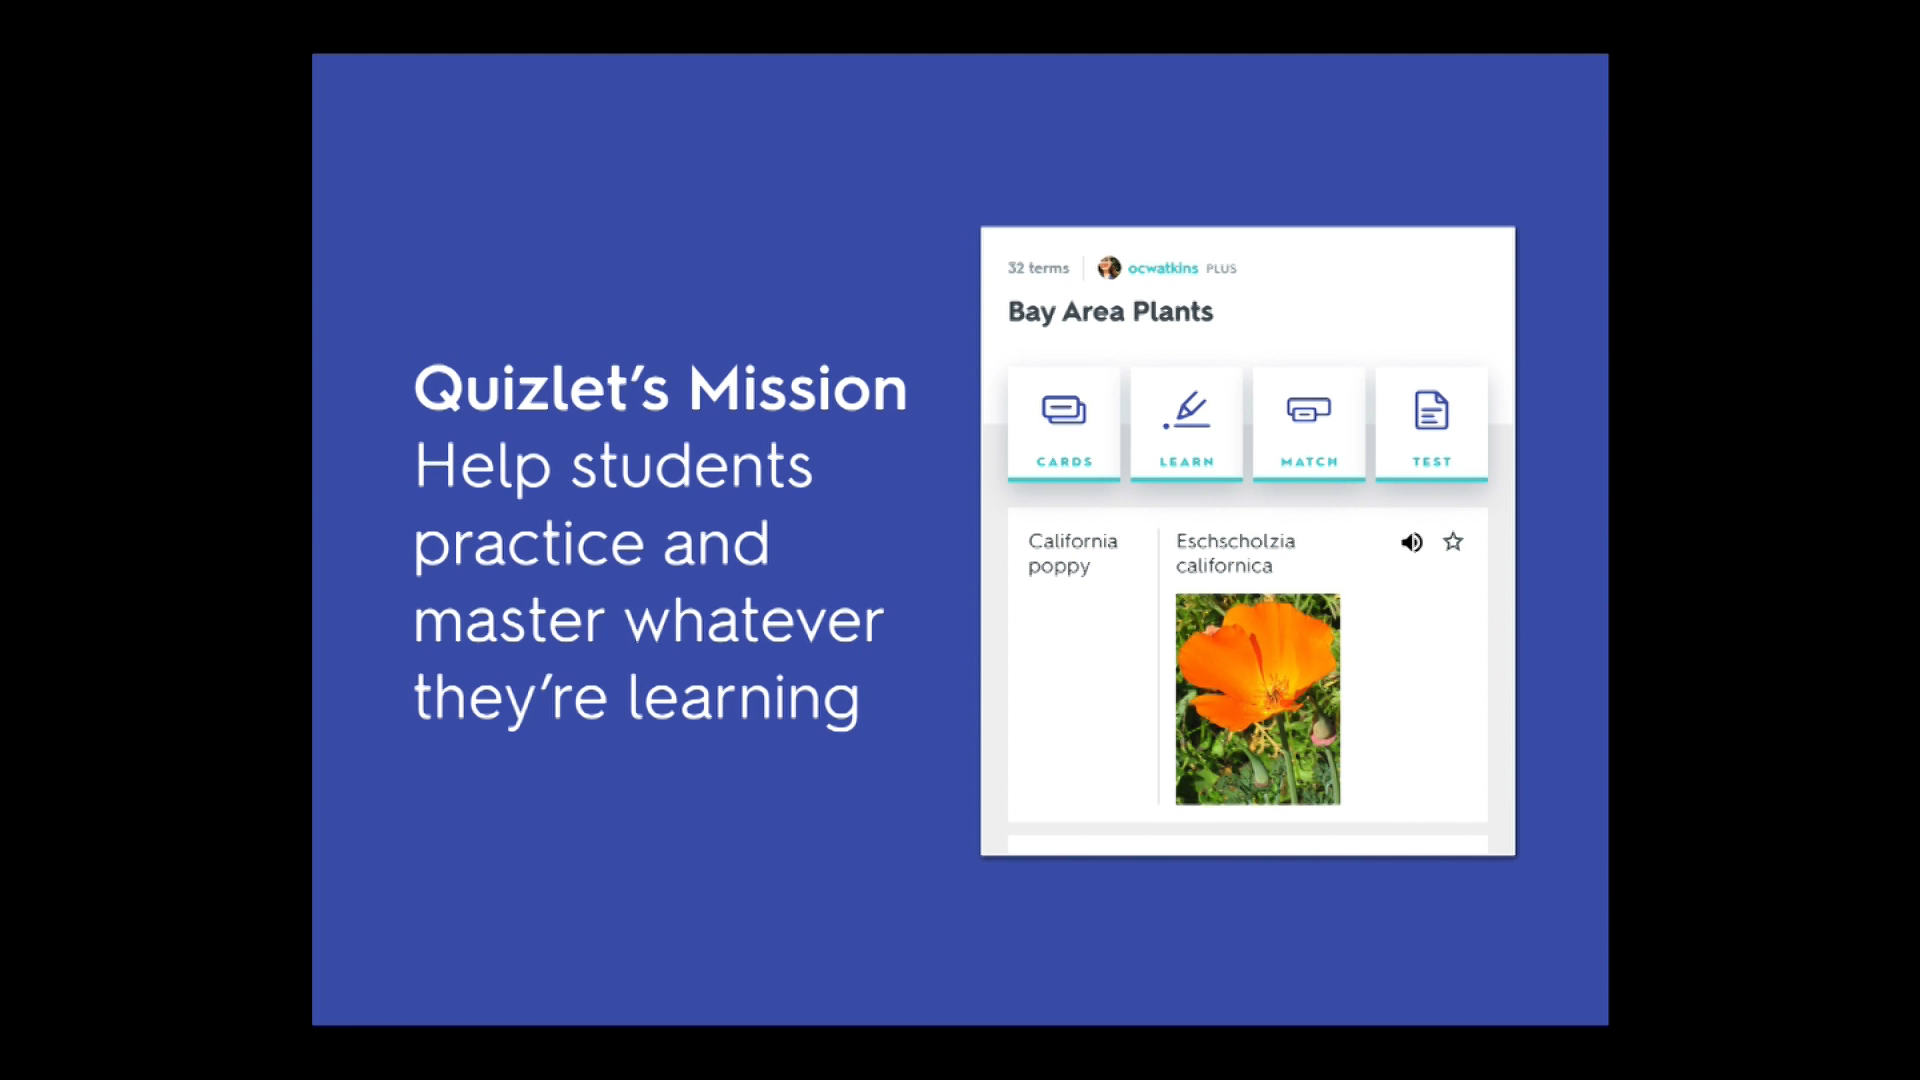 Quizlet’s Mission
Help students
practice and
master whatever
they’re learning
32 terms ocwatkins PLUS
Bay Area Plants
CARDS LEARN MATCH TEST
California poppy
Eschscholzia californica